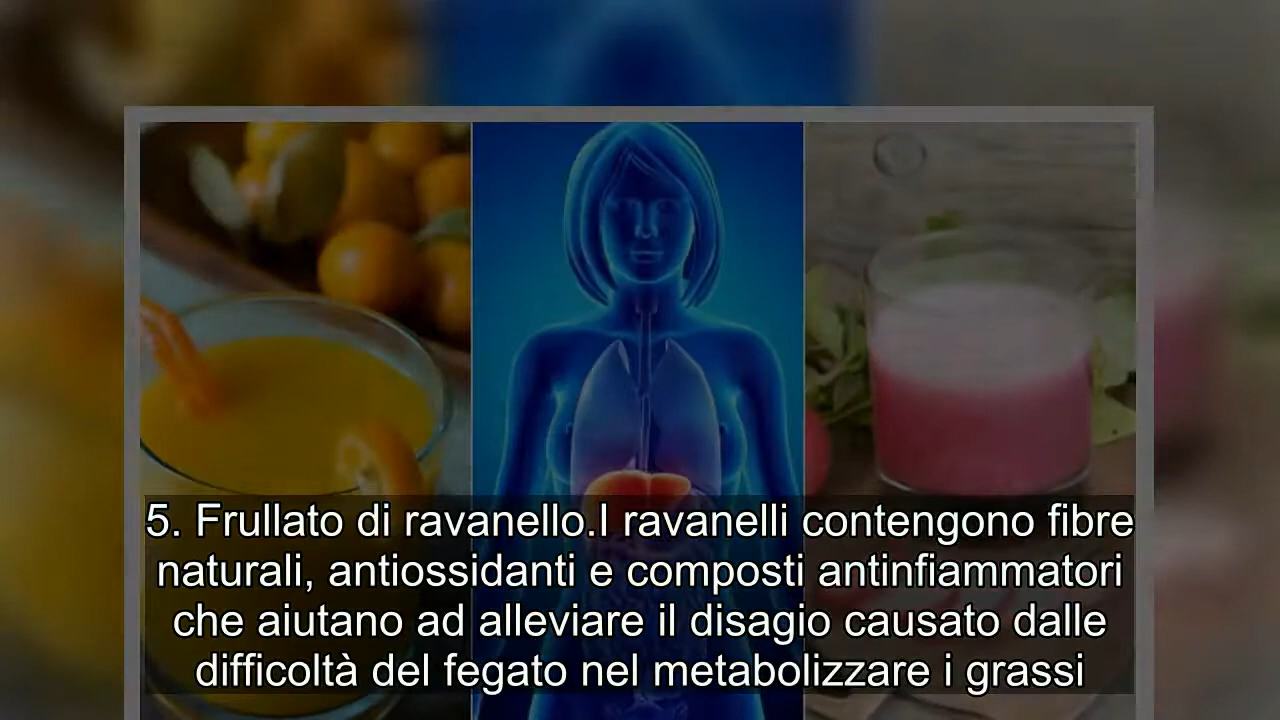 5. Frullato di ravanello.I ravanelli contengono fibre
naturali, antiossidanti e composti antinfiammatori
che aiutano ad alleviare il disagio causato dalle
difficoltà del fegato nel metabolizzare i grassi